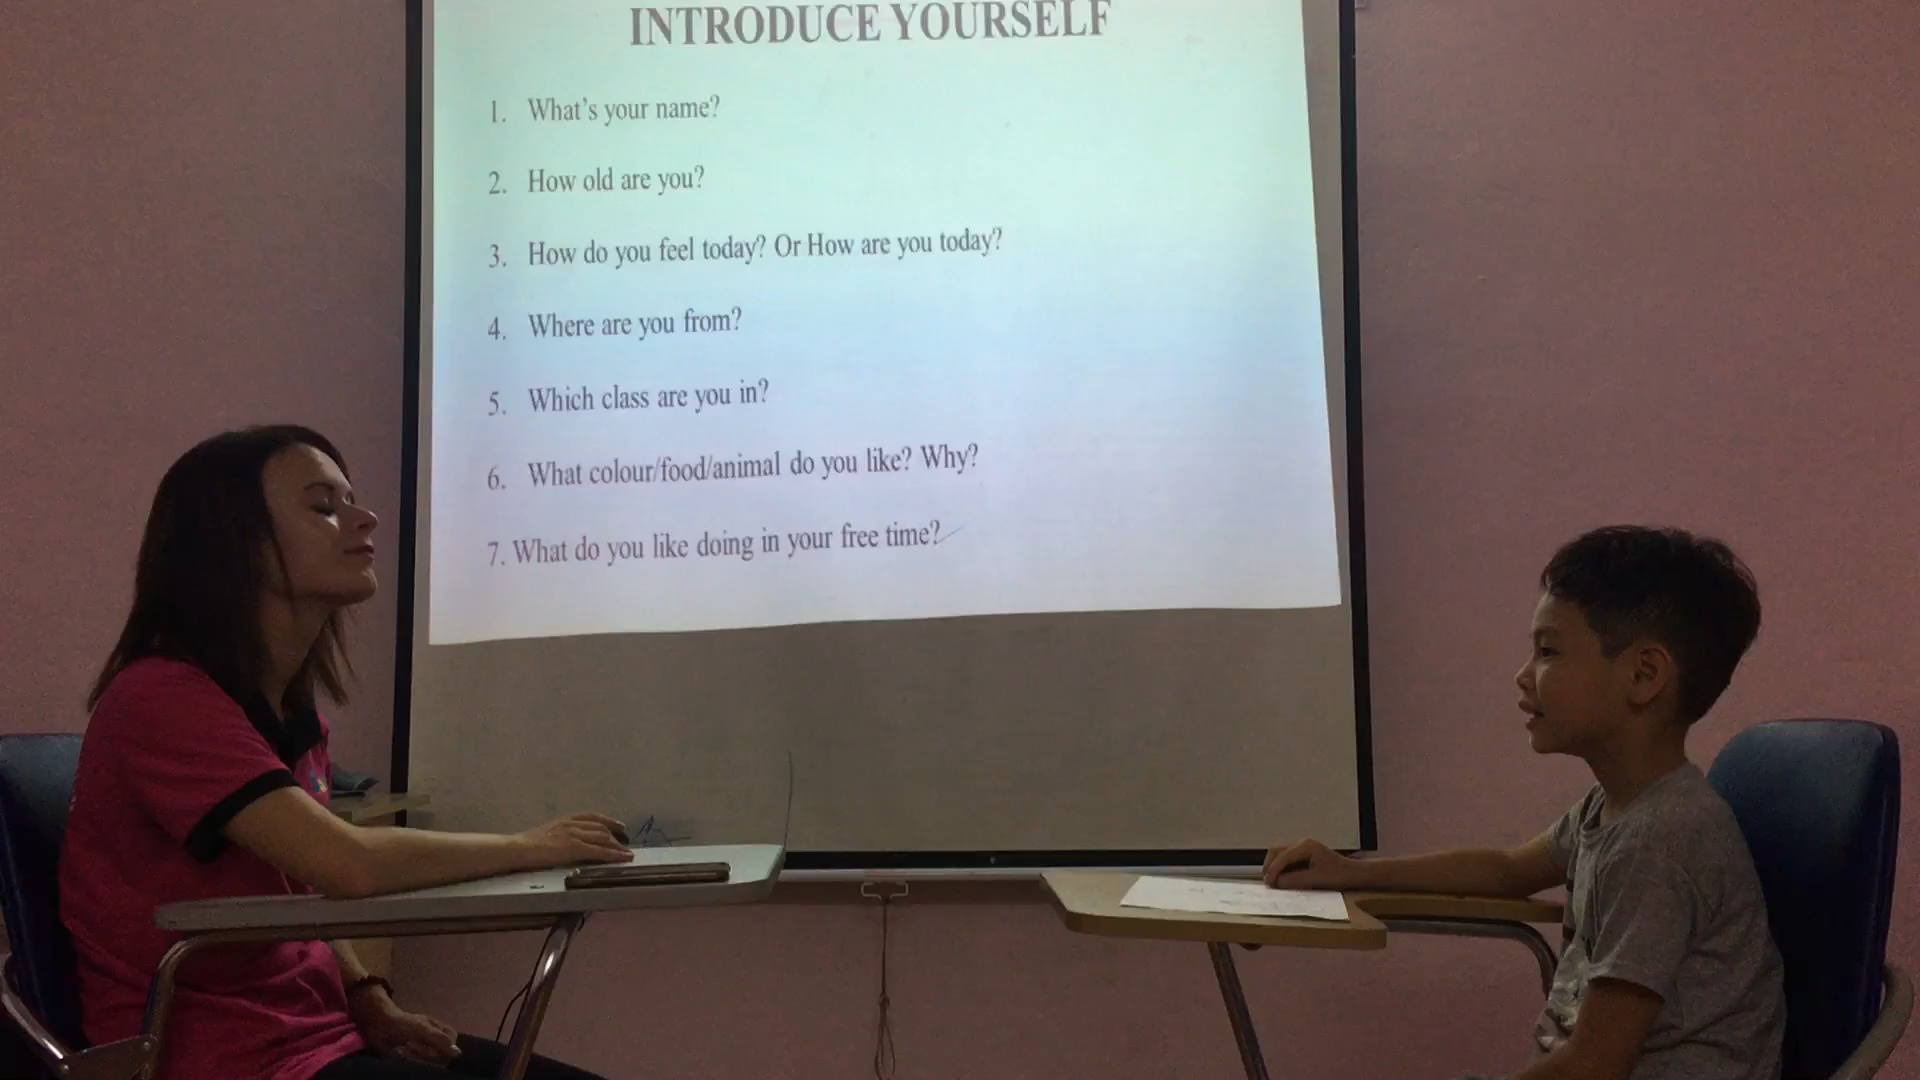 INTRODUCE YOURSELF
1. What's your name?
2. How old are you?
3. How do you feel today? Or How are you today?
4. Where are you from?
5. Which class are you in?
6. What colour/food/animal do you like? Why?
7. What do you like doing in your free time?